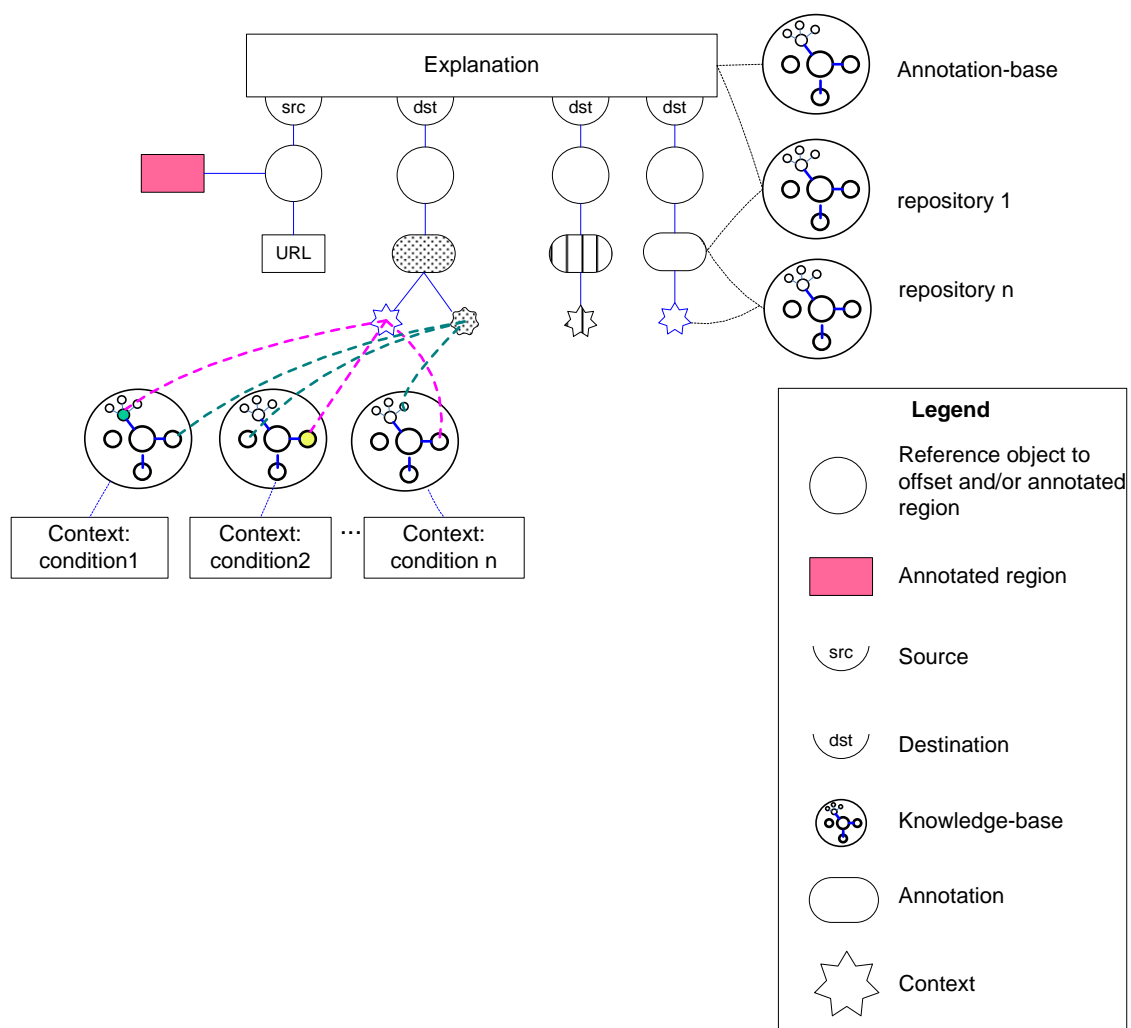 Explanation
Annotation-base
src
dst
dst
dst
repository 1
URL
repository n
Context:
condition1
Context:
condition2
...
Context:
condition n
Legend
Reference object to
offset and/or annotated
region
Annotated region
src
Source
dst
Destination
Knowledge-base
Annotation
Context